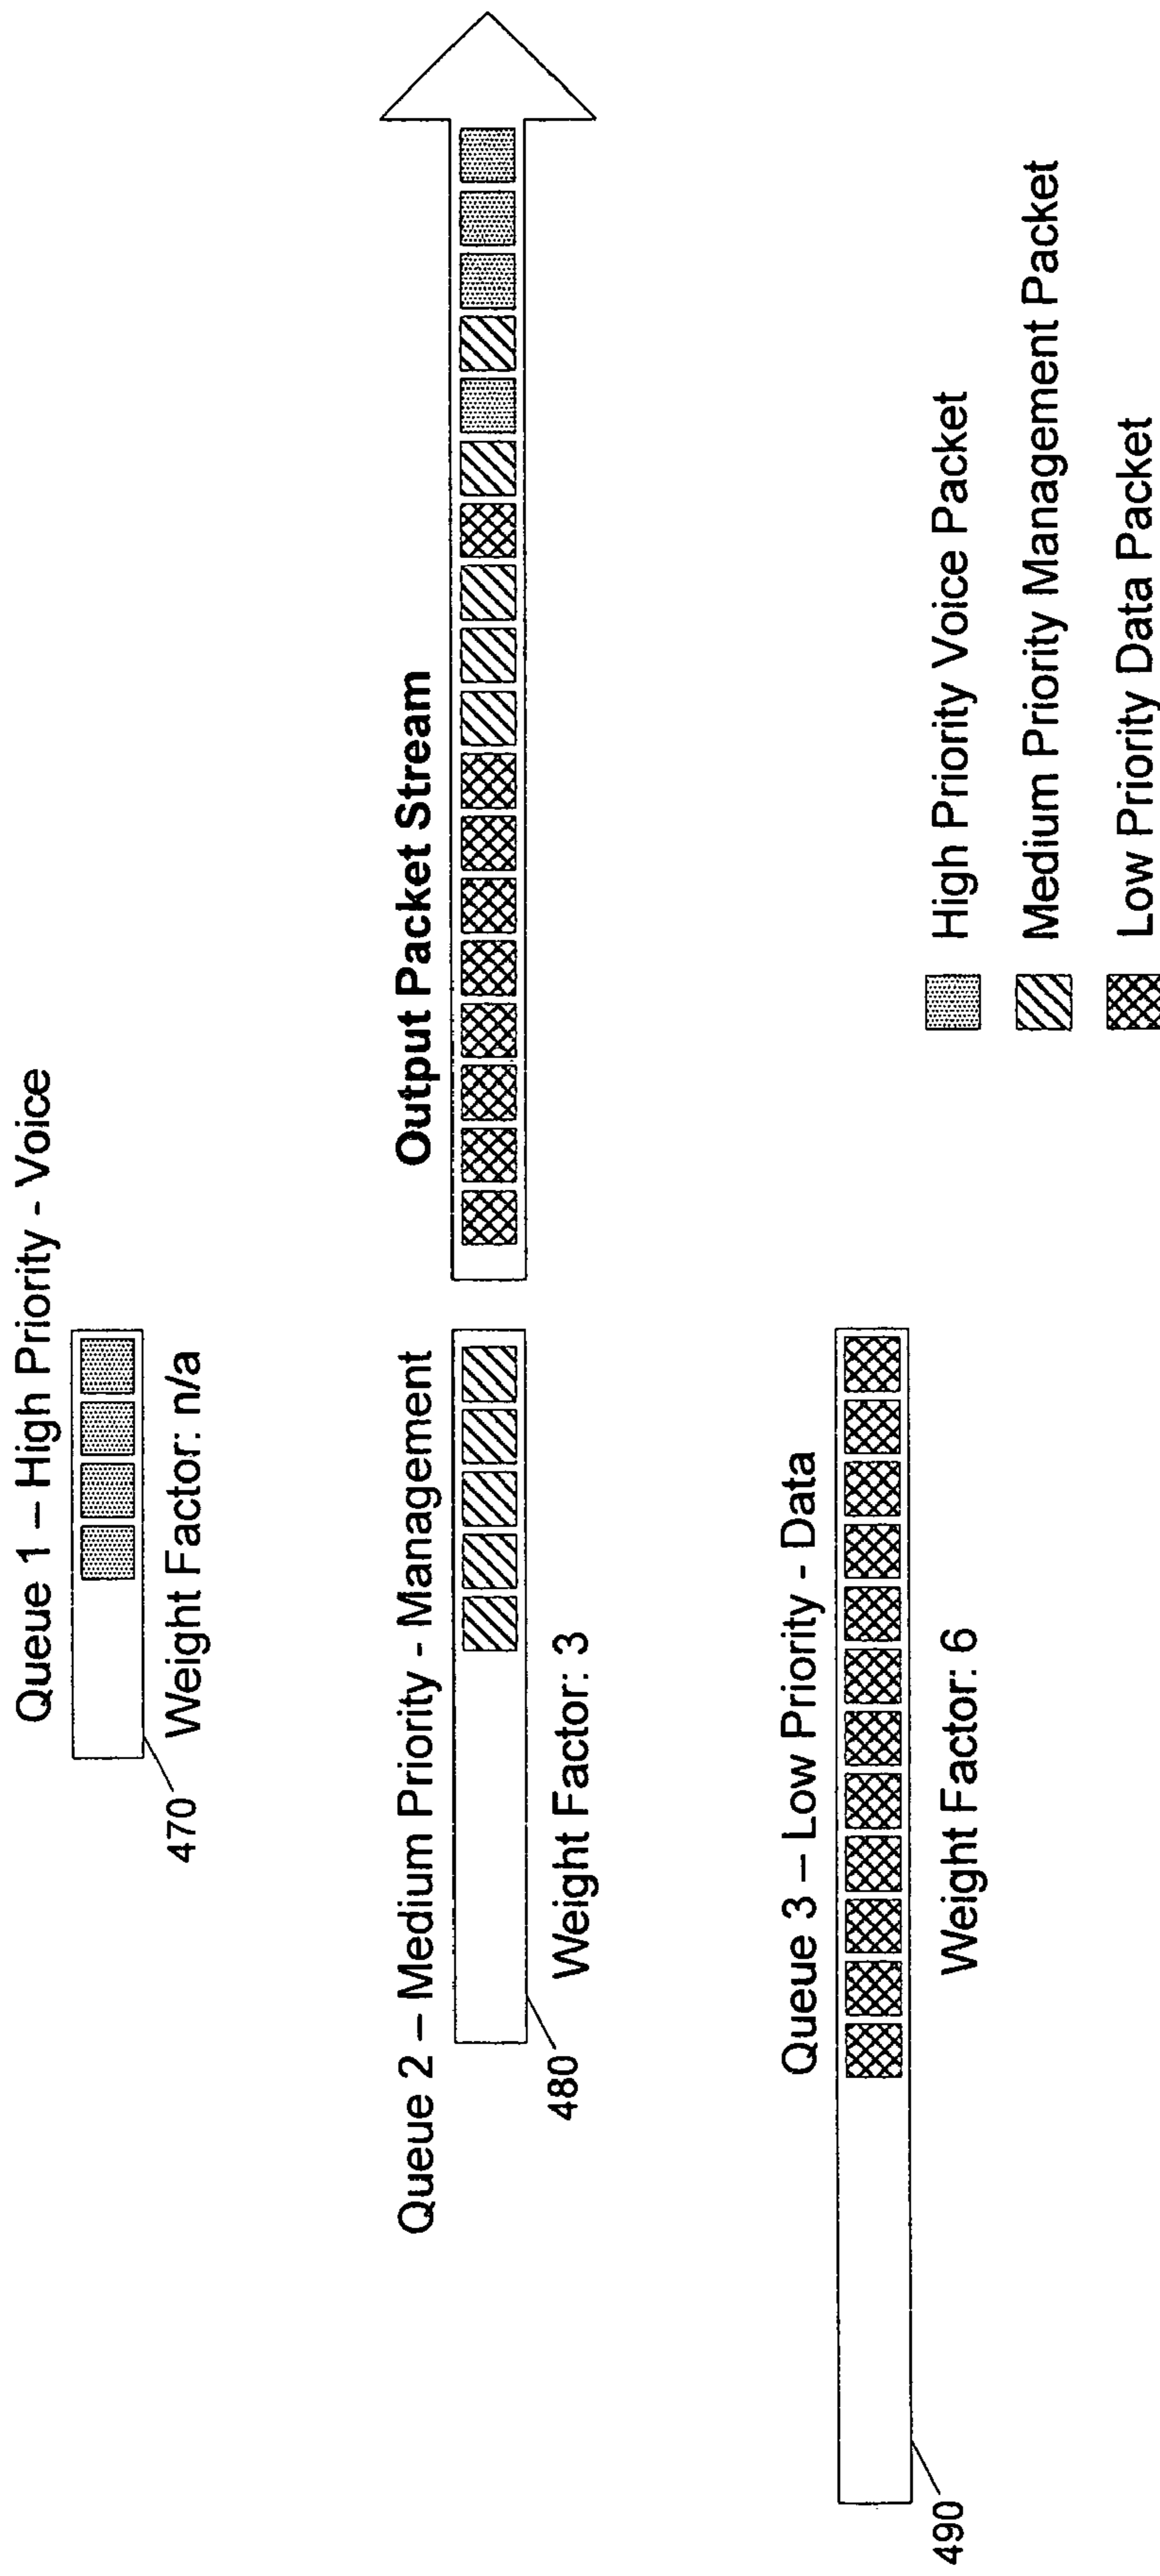 Queue 1 – High Priority - Voice
470
Weight Factor: n/a
Queue 2 – Medium Priority - Management
Output Packet Stream
480
Weight Factor: 3
Queue 3 – Low Priority - Data
490
Weight Factor: 6
High Priority Voice Packet
Medium Priority Management Packet
Low Priority Data Packet